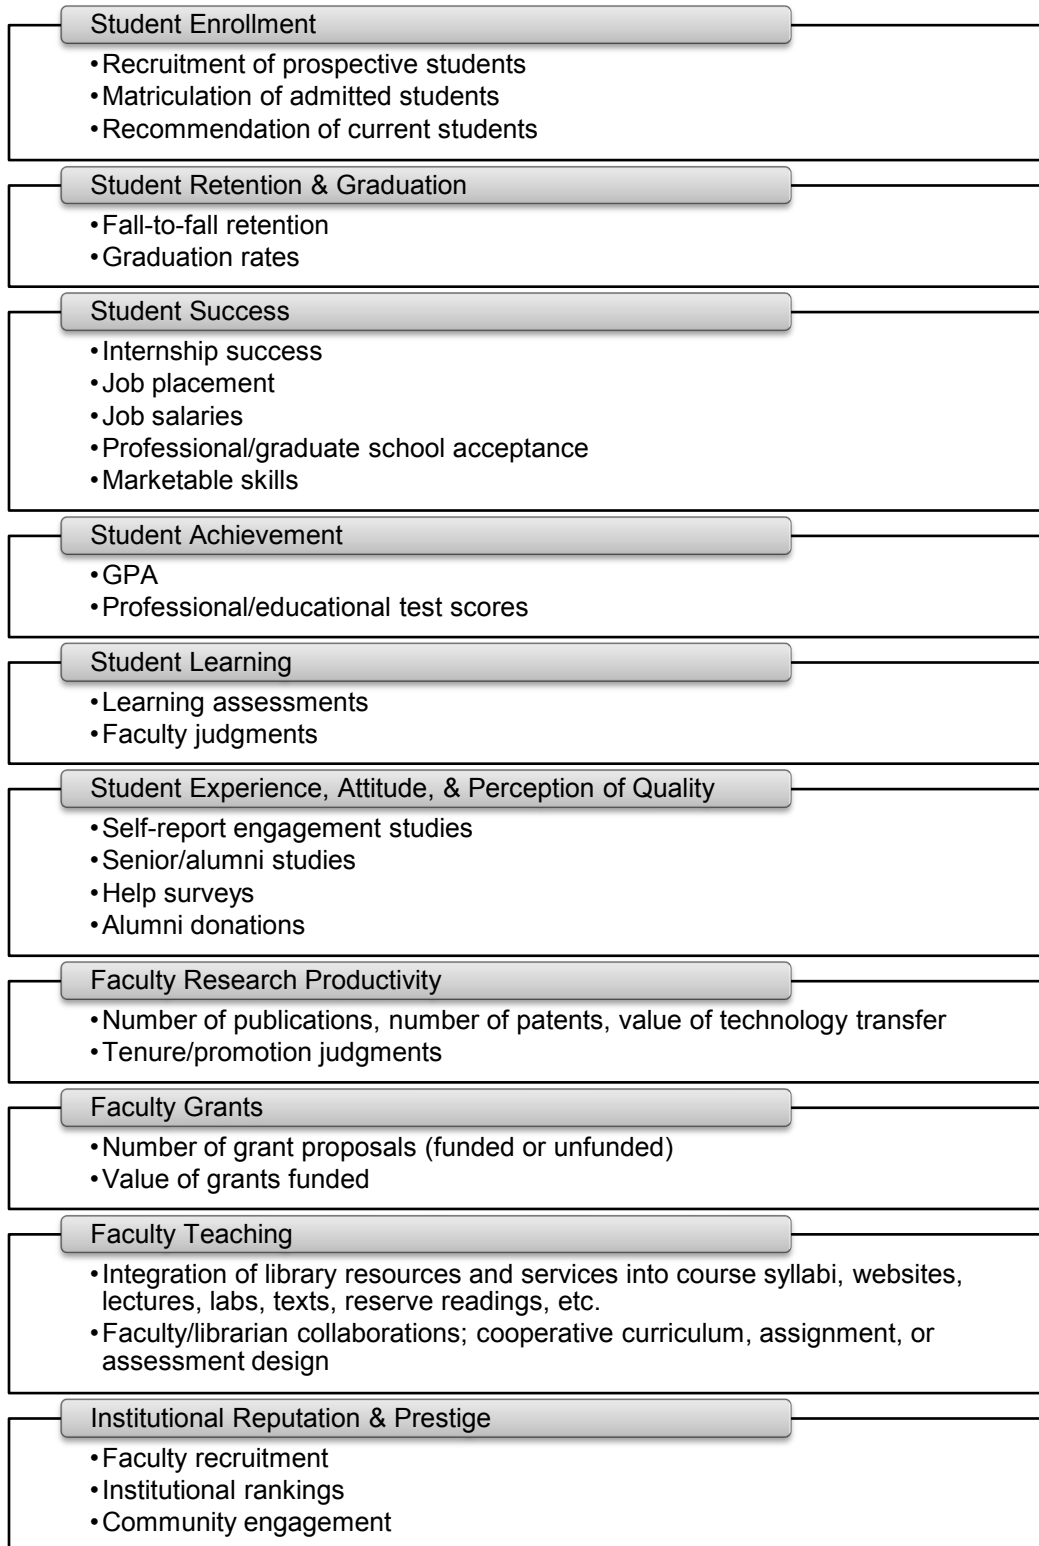 Student Enrollment
•Recruitment of prospective students
•Matriculation of admitted students
•Recommendation of current students
Student Retention & Graduation
•Fall-to-fall retention
•Graduation rates
Student Success
•Internship success
•Job placement
•Job salaries
•Professional/graduate school acceptance
•Marketable skills
Student Achievement
•GPA
•Professional/educational test scores
Student Learning
•Learning assessments
•Faculty judgments
Student Experience, Attitude, & Perception of Quality
•Self-report engagement studies
•Senior/alumni studies
•Help surveys
•Alumni donations
Faculty Research Productivity
•Number of publications, number of patents, value of technology transfer
•Tenure/promotion judgments
Faculty Grants
•Number of grant proposals (funded or unfunded)
•Value of grants funded
Faculty Teaching
•Integration of library resources and services into course syllabi, websites,
lectures, labs, texts, reserve readings, etc.
•Faculty/librarian collaborations; cooperative curriculum, assignment, or
assessment design
Institutional Reputation & Prestige
•Faculty recruitment
•Institutional rankings
•Community engagement